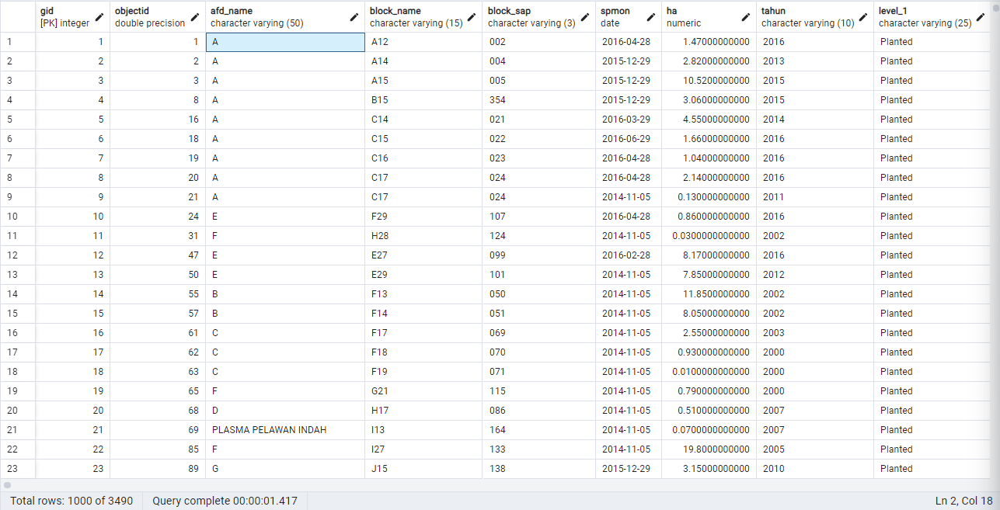 gid objectid afd_name block_name block_sap spmon ha tahun level_1
[PK] integer double precision character varying (50) character varying (15) character varying (3) date numeric character varying (10) character varying (25)
1 1 1 A A12 002 2016-04-28 1.47000000000 2016 Planted
2 2 2 A A14 004 2015-12-29 2.82000000000 2013 Planted
3 3 3 A A15 005 2015-12-29 10.5200000000 2015 Planted
4 4 8 A B15 354 2015-12-29 3.06000000000 2015 Planted
5 5 16 A C14 021 2016-03-29 4.55000000000 2014 Planted
6 6 18 A C15 022 2016-06-29 1.66000000000 2016 Planted
7 7 19 A C16 023 2016-04-28 1.04000000000 2016 Planted
8 8 20 A C17 024 2016-04-28 2.14000000000 2016 Planted
9 9 21 A C17 024 2014-11-05 0.130000000000 2011 Planted
10 10 24 E F29 107 2016-04-28 0.860000000000 2016 Planted
11 11 31 F H28 124 2014-11-05 0.0300000000000 2002 Planted
12 12 47 E E27 099 2016-02-28 8.17000000000 2016 Planted
13 13 50 E E29 101 2014-11-05 7.85000000000 2012 Planted
14 14 55 B F13 050 2014-11-05 11.8500000000 2002 Planted
15 15 57 B F14 051 2014-11-05 8.05000000000 2002 Planted
16 16 61 C F17 069 2014-11-05 2.55000000000 2003 Planted
17 17 62 C F18 070 2014-11-05 0.930000000000 2000 Planted
18 18 63 C F19 071 2014-11-05 0.0100000000000 2000 Planted
19 19 65 F G21 115 2014-11-05 0.790000000000 2000 Planted
20 20 68 D H17 086 2014-11-05 0.510000000000 2007 Planted
21 21 69 PLASMA PELAWAN INDAH I13 164 2014-11-05 0.0700000000000 2007 Planted
22 22 85 F I27 133 2014-11-05 19.8000000000 2005 Planted
23 23 89 G J15 138 2015-12-29 3.15000000000 2010 Planted
Total rows: 1000 of 3490 Query complete 00:00:01.417 Ln 2, Col 18